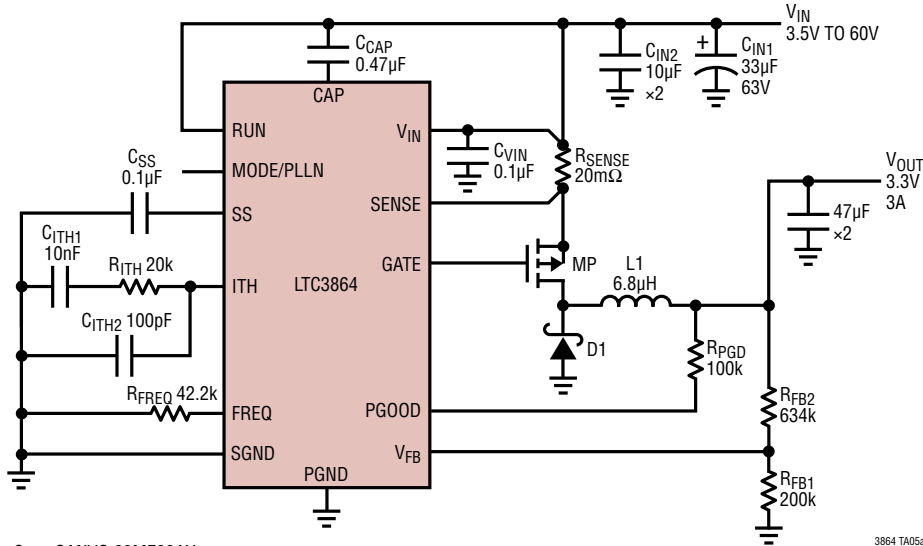 VIN
3.5V TO 60V
CCAP
0.47µF
CIN2
10µF
×2
+
CIN1
33µF
63V
CAP
RUN
VIN
CVIN
0.1µF
RSENSE
20mΩ
CSS
0.1µF
MODE/PLLN
VOUT
3.3V
3A
SS
SENSE
47µF
×2
CITH1
10nF
RITH 20k
ITH
LTC3864
GATE
MP
L1
6.8µH
CITH2 100pF
D1
RPGD
100k
RFREQ 42.2k
FREQ
PGOOD
RFB2
634k
SGND
VFB
PGND
RFB1
200k
3864 TA05a